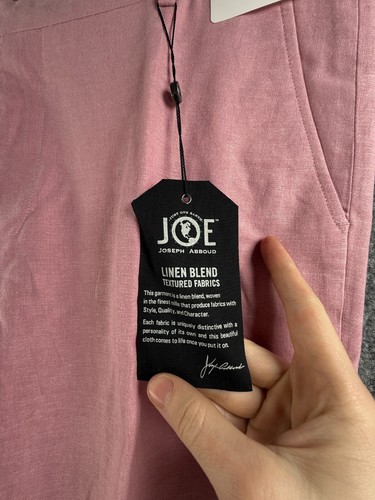 JOE™
JOSEPH ABBOUD
LINEN BLEND
TEXTURED FABRICS
This garment is a linen blend, woven
in the finest mills that produce fabrics with
Style, Quality, and Character.
Each fabric is uniquely distinctive with a
personality of its own and this beautiful
cloth comes to life once you put it on.